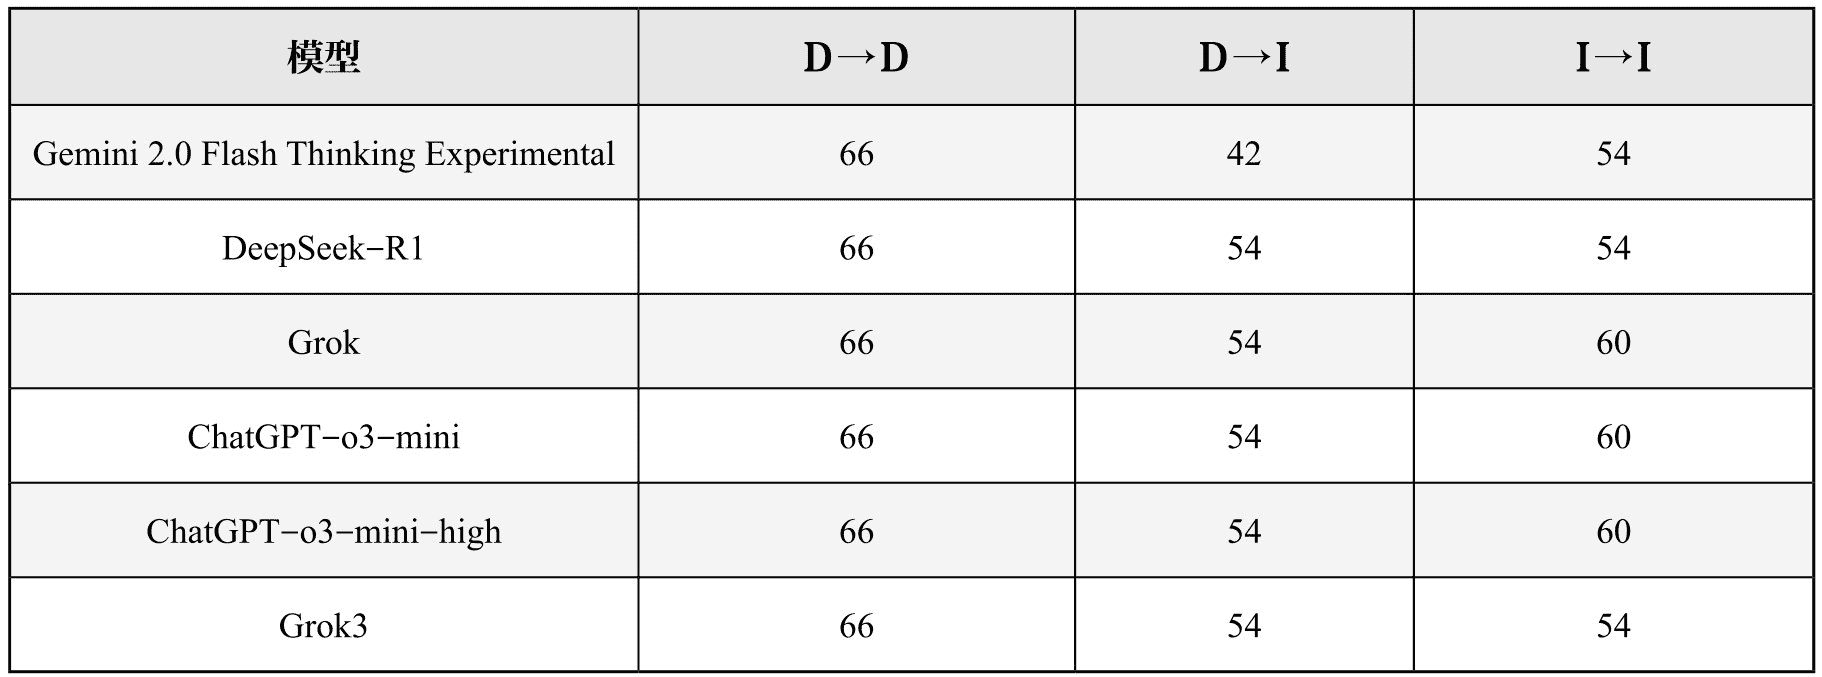 模型 D→D D→I I→I
Gemini 2.0 Flash Thinking Experimental 66 42 54
DeepSeek-R1 66 54 54
Grok 66 54 60
ChatGPT-o3-mini 66 54 60
ChatGPT-o3-mini-high 66 54 60
Grok3 66 54 54